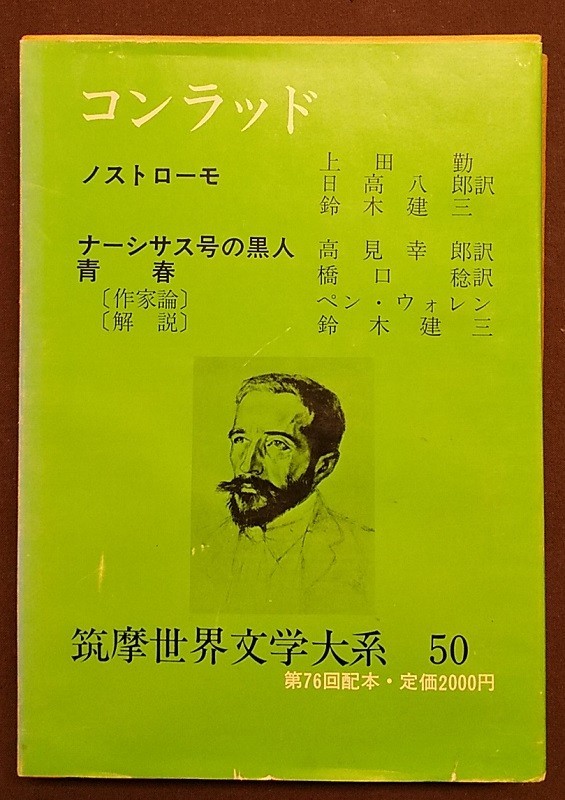 コンラッド
ノストローモ 上田勤
日高八郎訳
鈴木建三
ナーシサス号の黒人 高見幸郎訳
青春 橋口稔訳
〔作家論〕 ペン・ウォレン
〔解説〕 鈴木建三
筑摩世界文学大系 50
第76回配本・定価2000円